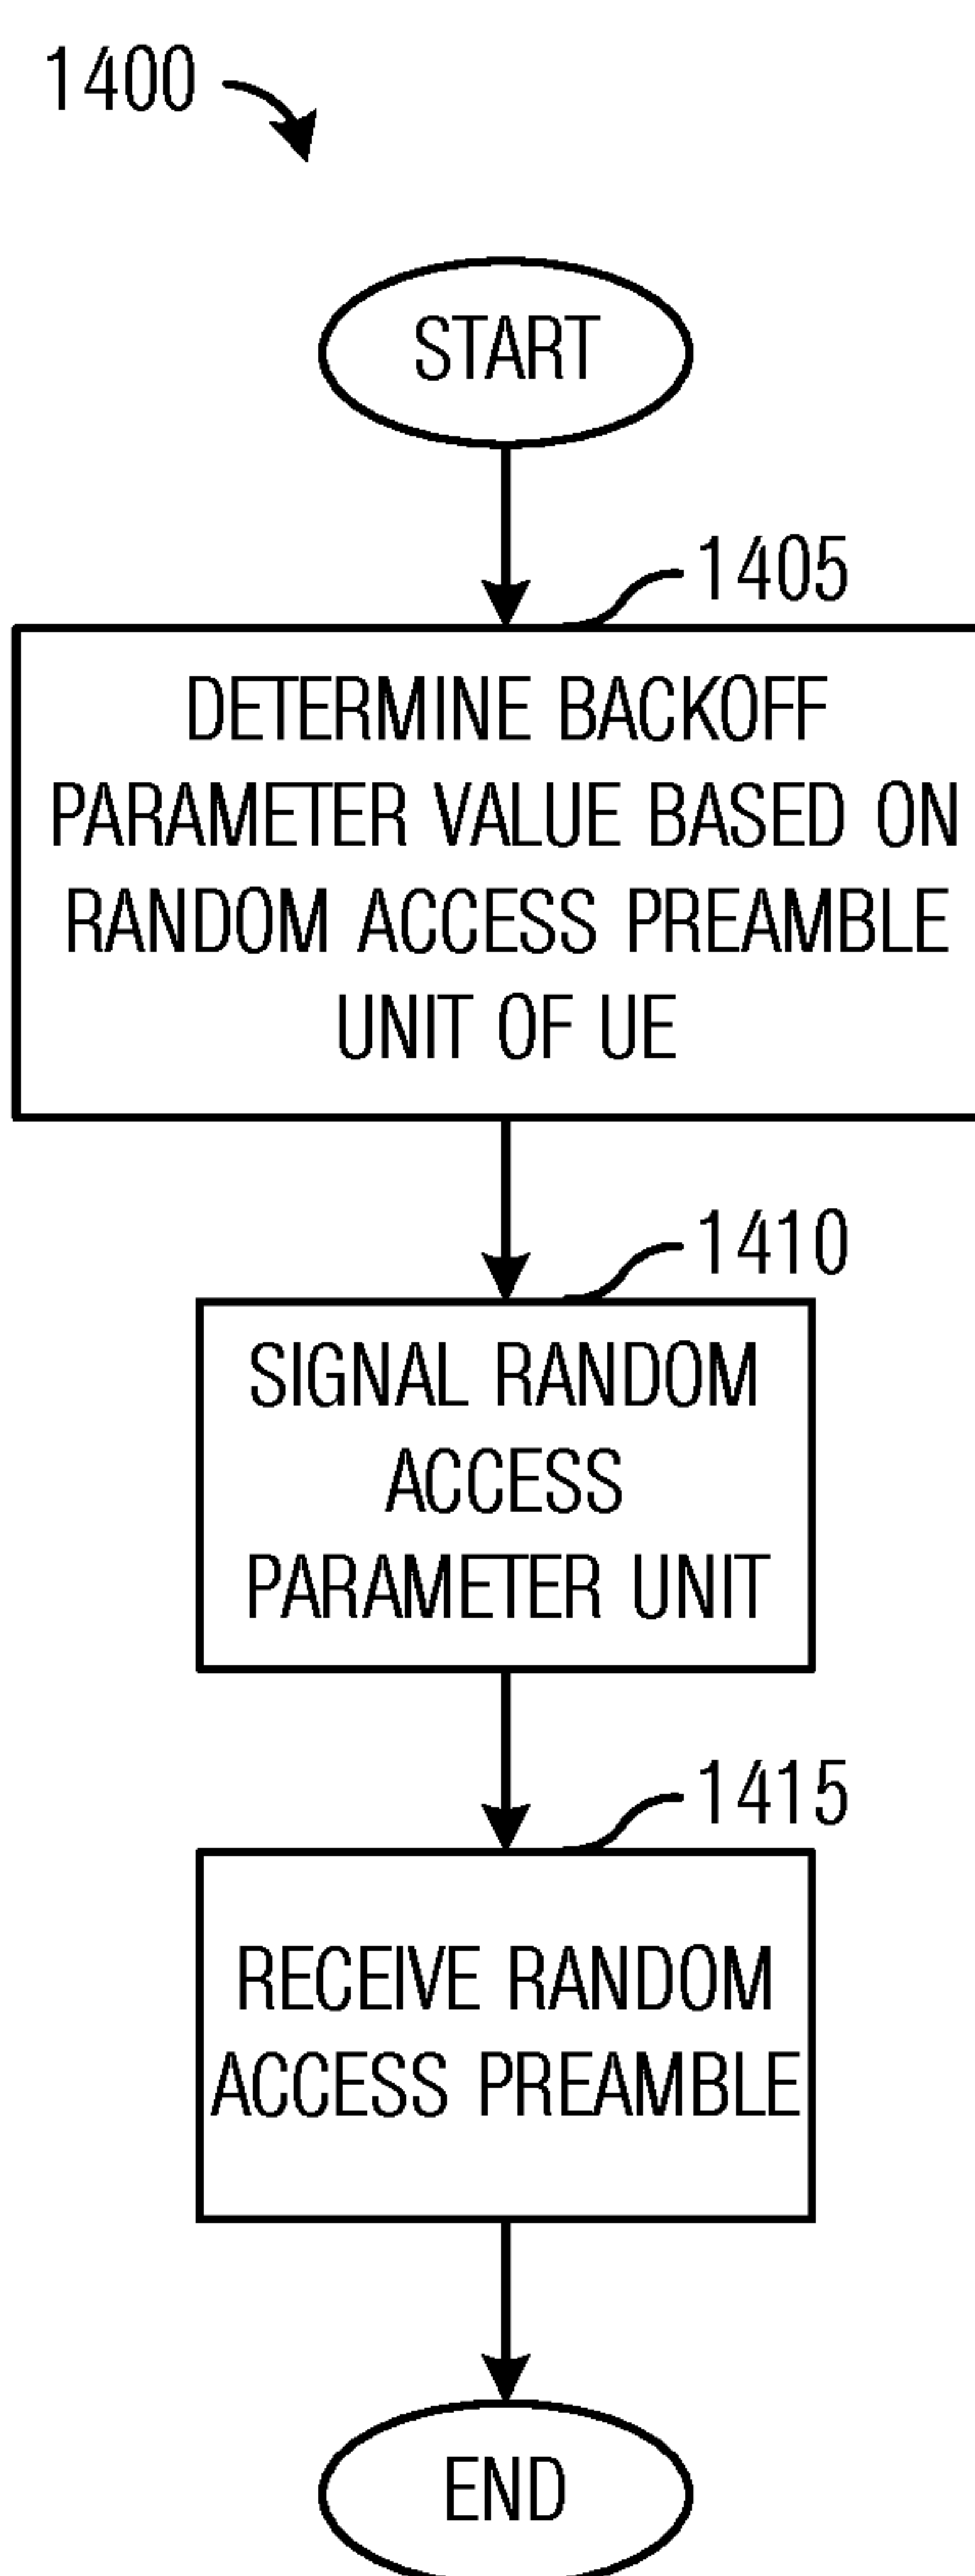 1400
START
1405
DETERMINE BACKOFF
PARAMETER VALUE BASED ON
RANDOM ACCESS PREAMBLE
UNIT OF UE
1410
SIGNAL RANDOM
ACCESS
PARAMETER UNIT
1415
RECEIVE RANDOM
ACCESS PREAMBLE
END